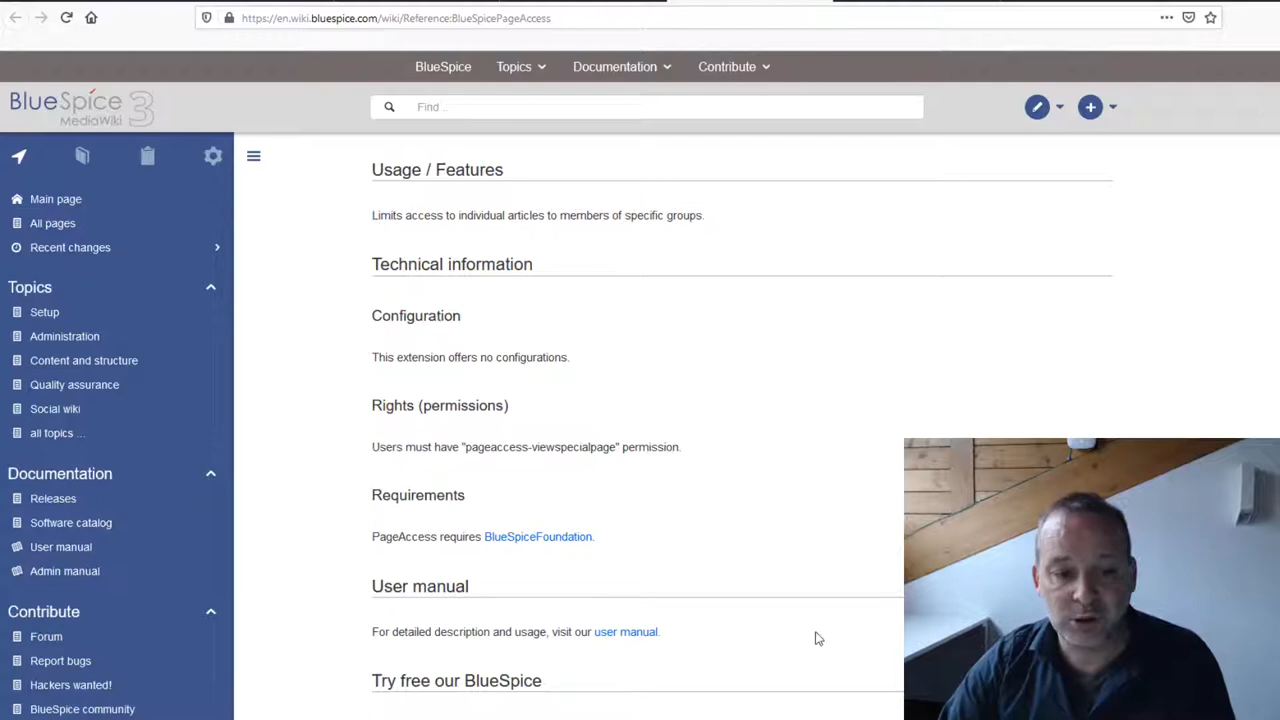 https://en.wiki.bluespice.com/wiki/Reference:BlueSpicePageAccess
BlueSpice
Topics
Documentation
Contribute
BlueSpice 3
MediaWiki
Find ..
Main page
All pages
Recent changes
Topics
Setup
Administration
Content and structure
Quality assurance
Social wiki
all topics ...
Documentation
Releases
Software catalog
User manual
Admin manual
Contribute
Forum
Report bugs
Hackers wanted!
BlueSpice community
Usage / Features
Limits access to individual articles to members of specific groups.
Technical information
Configuration
This extension offers no configurations.
Rights (permissions)
Users must have "pageaccess-viewspecialpage" permission.
Requirements
PageAccess requires BlueSpiceFoundation.
User manual
For detailed description and usage, visit our user manual.
Try free our BlueSpice